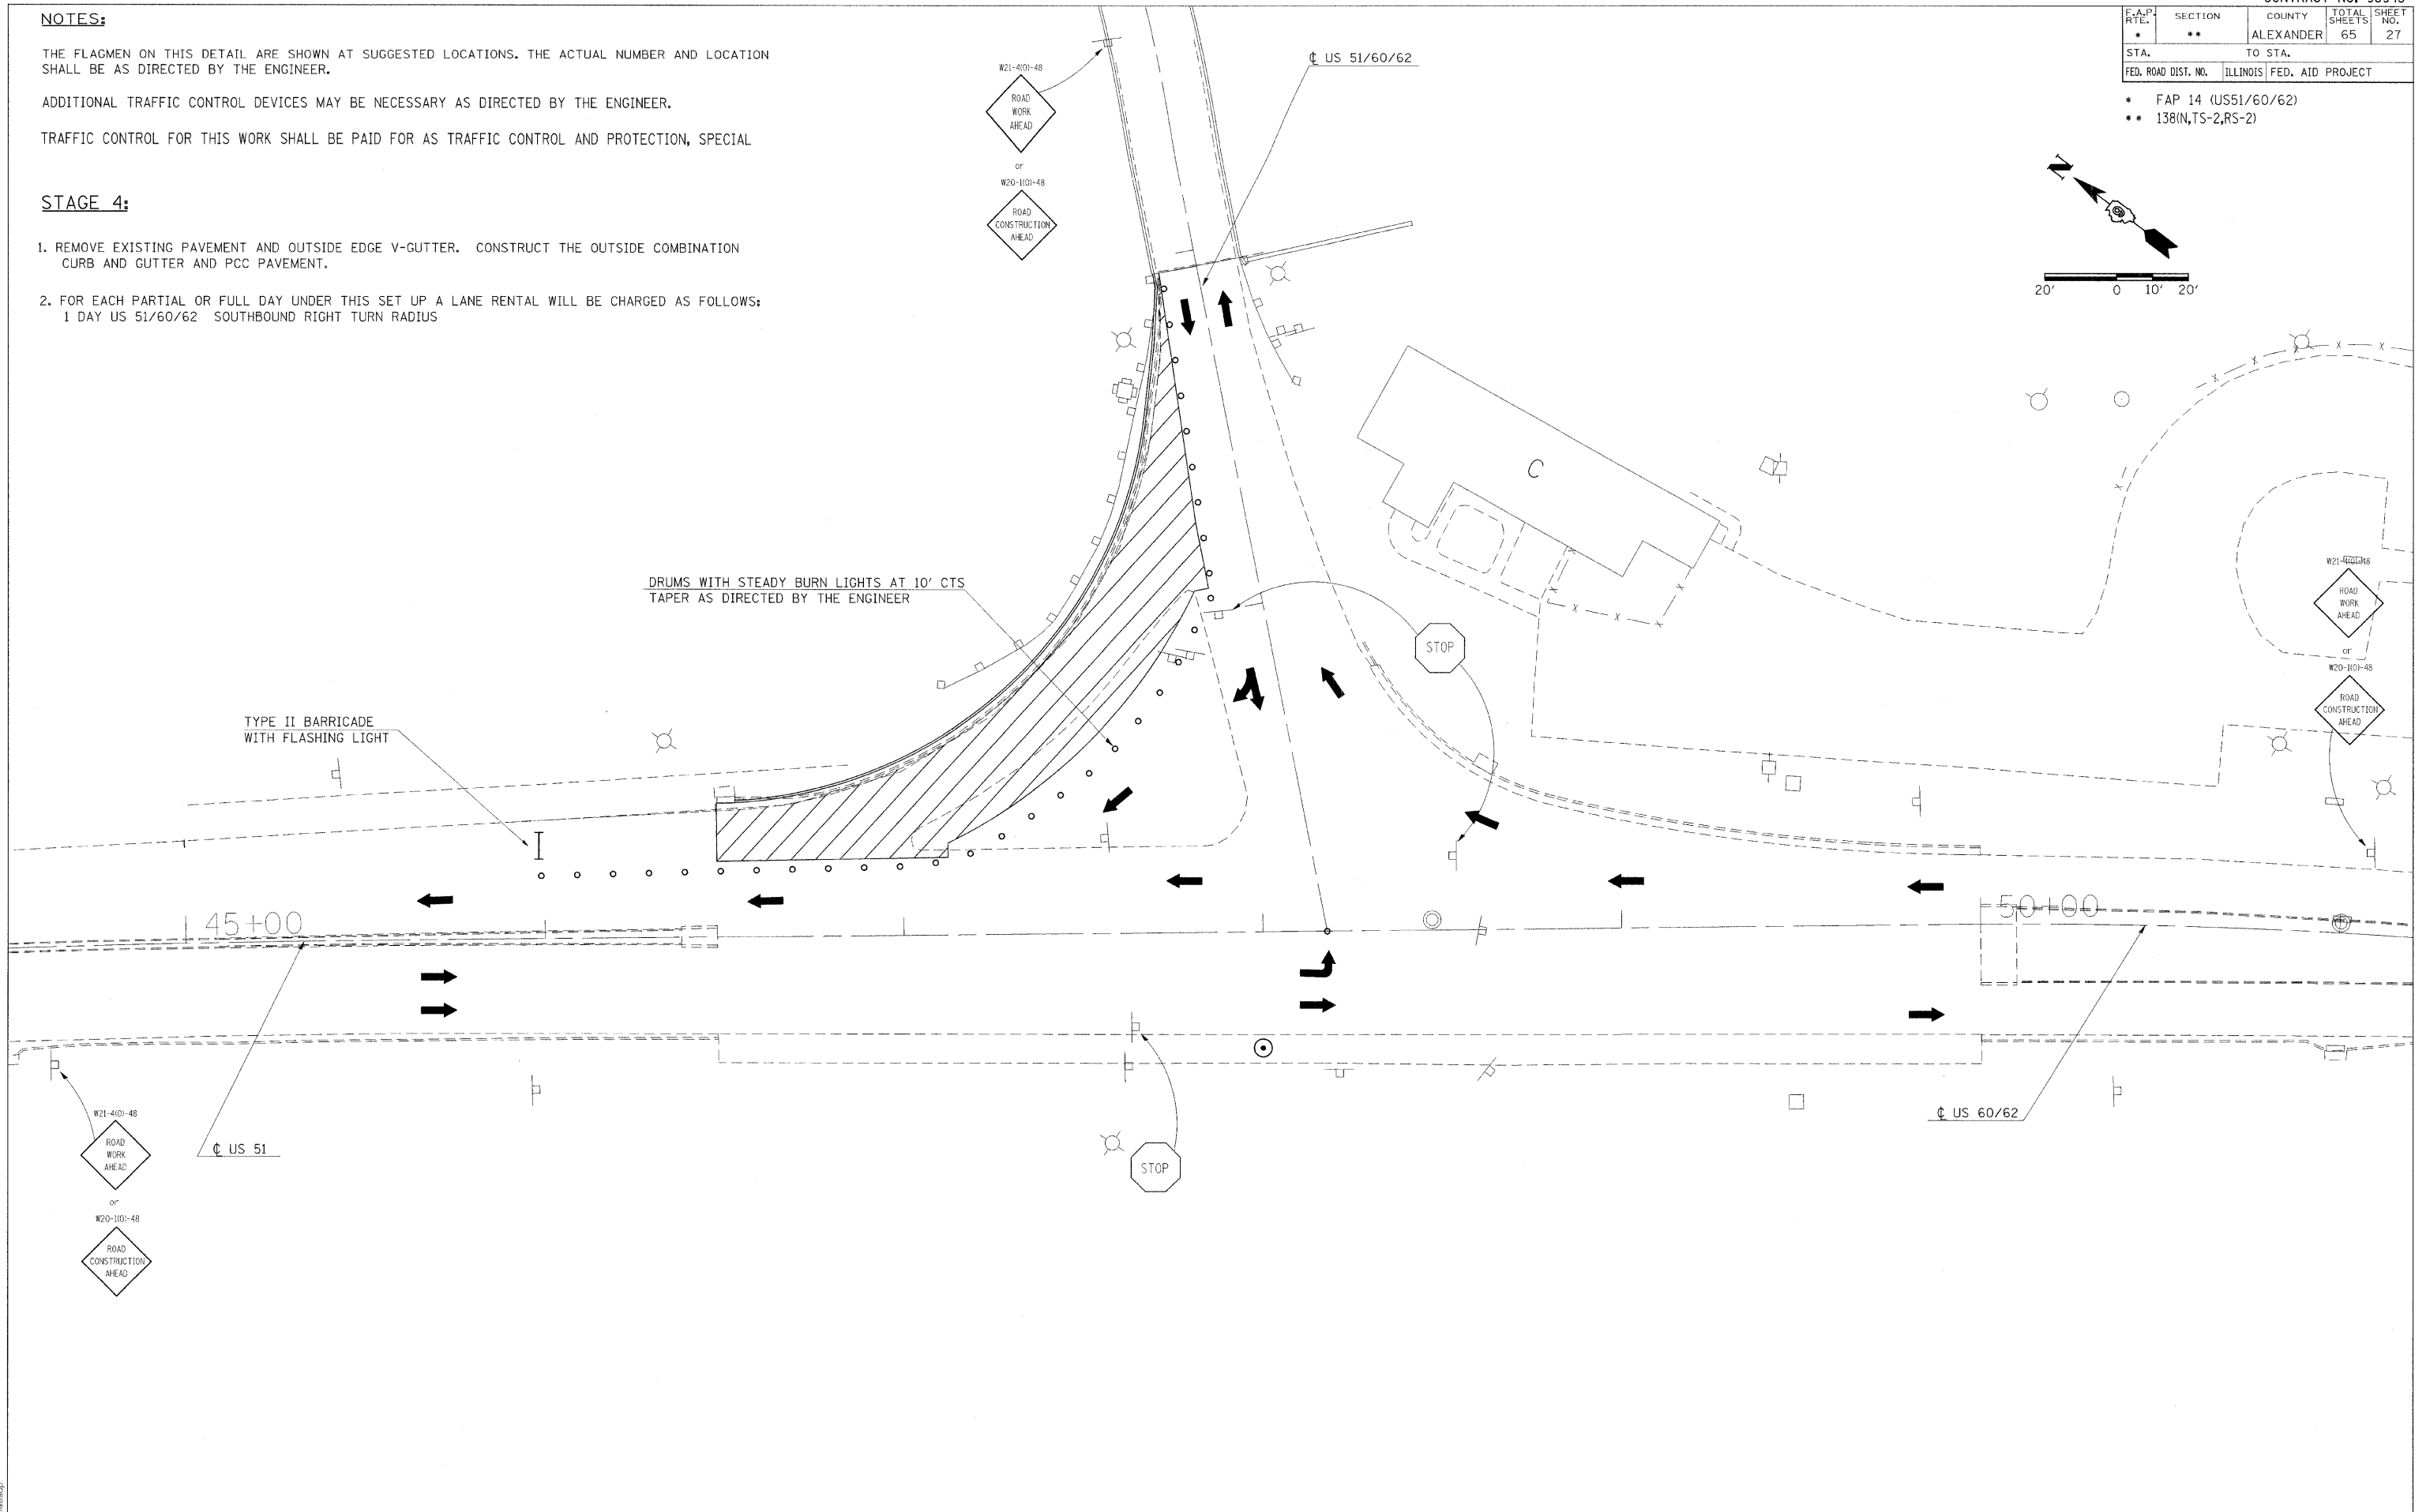 F.A.P. RTE. SECTION COUNTY TOTAL SHEETS SHEET NO.
* ** ALEXANDER 65 27
STA. TO STA.
FED. ROAD DIST. NO. ILLINOIS FED. AID PROJECT
* FAP 14 (US51/60/62)
** 138(N,TS-2,RS-2)
NOTES:
THE FLAGMEN ON THIS DETAIL ARE SHOWN AT SUGGESTED LOCATIONS. THE ACTUAL NUMBER AND LOCATION
SHALL BE AS DIRECTED BY THE ENGINEER.
ADDITIONAL TRAFFIC CONTROL DEVICES MAY BE NECESSARY AS DIRECTED BY THE ENGINEER.
TRAFFIC CONTROL FOR THIS WORK SHALL BE PAID FOR AS TRAFFIC CONTROL AND PROTECTION, SPECIAL
STAGE 4:
1. REMOVE EXISTING PAVEMENT AND OUTSIDE EDGE V-GUTTER. CONSTRUCT THE OUTSIDE COMBINATION
CURB AND GUTTER AND PCC PAVEMENT.
2. FOR EACH PARTIAL OR FULL DAY UNDER THIS SET UP A LANE RENTAL WILL BE CHARGED AS FOLLOWS:
1 DAY US 51/60/62 SOUTHBOUND RIGHT TURN RADIUS
W21-4(O)-48
ROAD
WORK
AHEAD
or
W20-1(O)-48
ROAD
CONSTRUCTION
AHEAD
℄ US 51/60/62
N
20' 0 10' 20'
C
DRUMS WITH STEADY BURN LIGHTS AT 10' CTS
TAPER AS DIRECTED BY THE ENGINEER
STOP
W21-4(O)-48
ROAD
WORK
AHEAD
or
W20-1(O)-48
ROAD
CONSTRUCTION
AHEAD
TYPE II BARRICADE
WITH FLASHING LIGHT
45+00
50+00
W21-4(O)-48
ROAD
WORK
AHEAD
or
W20-1(O)-48
ROAD
CONSTRUCTION
AHEAD
℄ US 51
STOP
℄ US 60/62